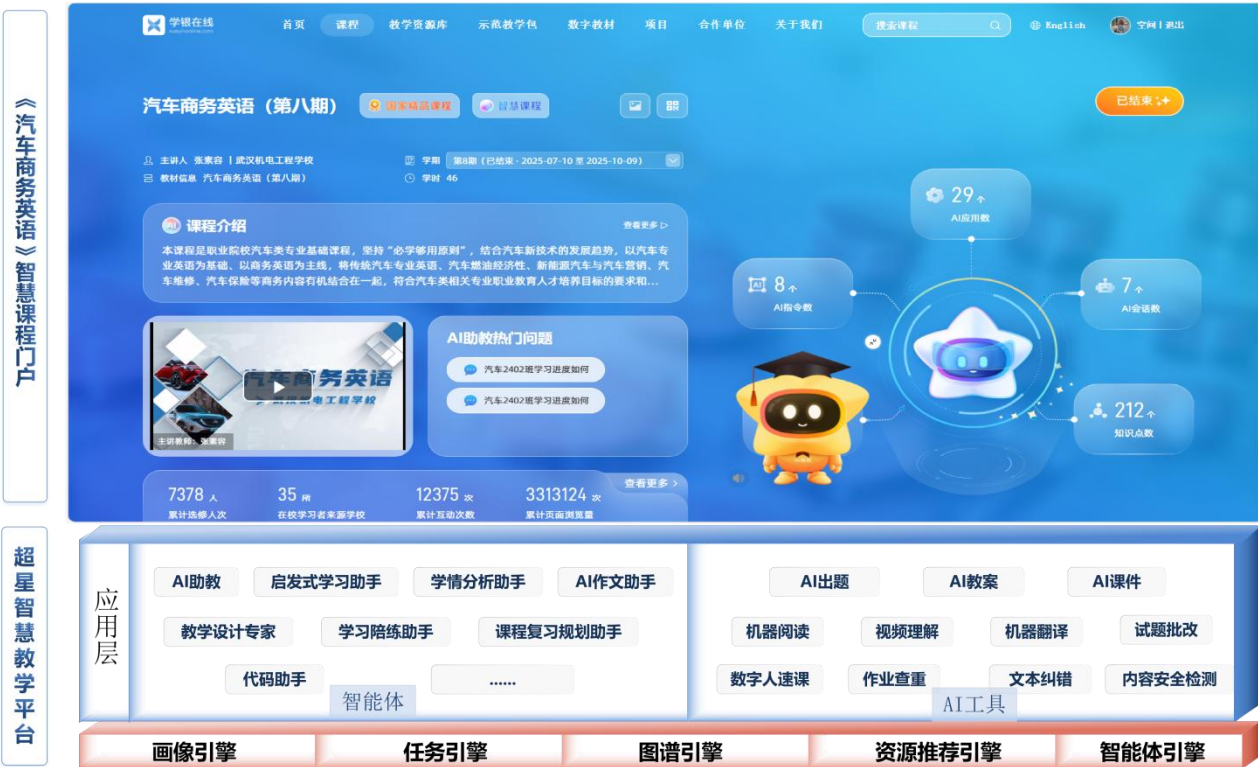 《汽车商务英语》智慧课程门户
学银在线
xueyinonline.com
首页 课程 教学资源库 示范教学包 数字教材 项目 合作单位 关于我们 搜索课程 English 空间 | 退出
汽车商务英语（第八期） 国家精品课程 智慧课程
已结束
主讲人 张素容 | 武汉机电工程学校
学期 第8期（已结束 · 2025-07-10 至 2025-10-09）
教材信息 汽车商务英语（第八期）
学时 46
AI 课程介绍 查看更多
本课程是职业院校汽车类专业基础课程，坚持“必学够用原则”，结合汽车新技术的发展趋势，以汽车专
业英语为基础、以商务英语为主线，将传统汽车专业英语、汽车燃油经济性、新能源汽车与汽车营销、汽
车维修、汽车保险等商务内容有机结合在一起，符合汽车类相关专业职业教育人才培养目标的要求和...
汽车商务英语
主讲教师：张素容
AI助教热门问题
汽车2402班学习进度如何
汽车2402班学习进度如何
29个
AI应用数
AI 8个
AI指令数
7个
AI会话数
212个
知识点数
查看更多
7378 人 35 所 12375 次 3313124 次
累计选修人次 在校学习者来源学校 累计互动次数 累计页面浏览量
超星智慧教学平台
应用层
AI助教 启发式学习助手 学情分析助手 AI作文助手
教学设计专家 学习陪练助手 课程复习规划助手
代码助手 ......
智能体
AI出题 AI教案 AI课件
机器阅读 视频理解 机器翻译 试题批改
数字人速课 作业查重 文本纠错 内容安全检测
AI工具
画像引擎 任务引擎 图谱引擎 资源推荐引擎 智能体引擎